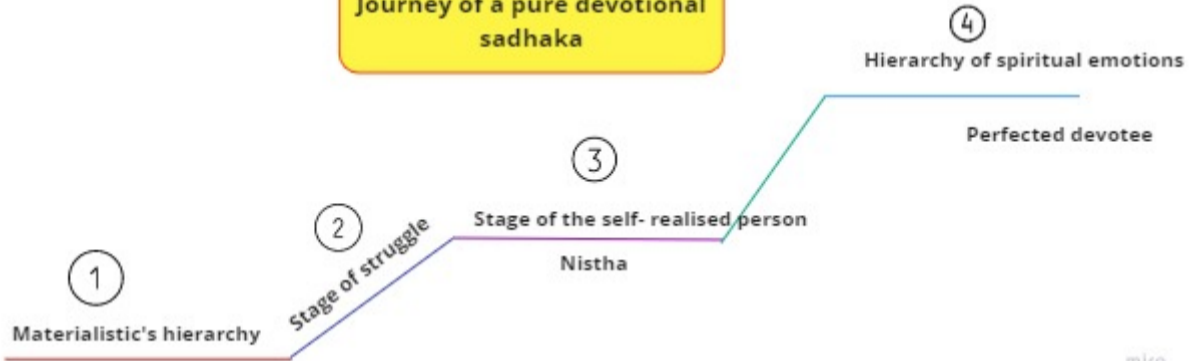 Journey of a pure devotional
sadhaka
4
Hierarchy of spiritual emotions
Perfected devotee
3
Stage of the self- realised person
Nistha
2
Stage of struggle
1
Materialistic's hierarchy
miro